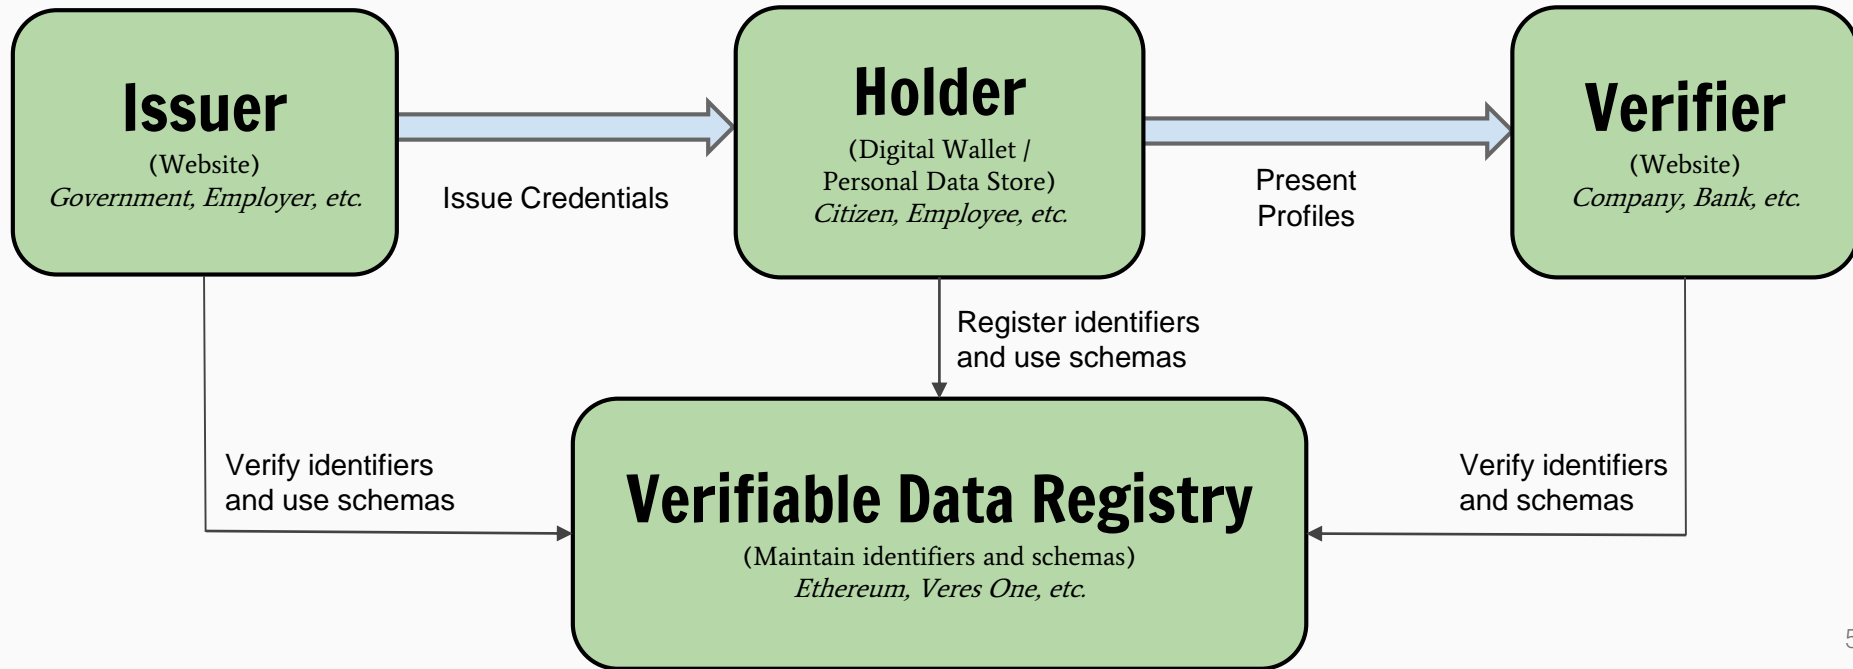 Issuer
(Website)
Government, Employer, etc.
Issue Credentials
Holder
(Digital Wallet /
Personal Data Store)
Citizen, Employee, etc.
Present
Profiles
Verifier
(Website)
Company, Bank, etc.
Register identifiers
and use schemas
Verify identifiers
and use schemas
Verifiable Data Registry
(Maintain identifiers and schemas)
Ethereum, Veres One, etc.
Verify identifiers
and schemas
5